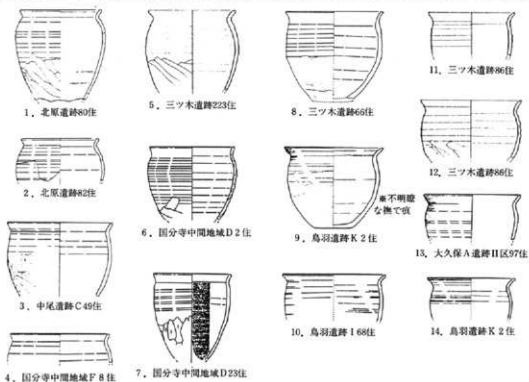 1．北原遺跡80住
2．北原遺跡82住
3．中尾遺跡C49住
4．国分寺中間地域F8住
5．三ツ木遺跡223住
6．国分寺中間地域D2住
7．国分寺中間地域D23住
8．三ツ木遺跡66住
※不明瞭
な撫で痕
9．鳥羽遺跡K2住
10．鳥羽遺跡I68住
11．三ツ木遺跡86住
12．三ツ木遺跡86住
13．大久保A遺跡II区97住
14．鳥羽遺跡K2住